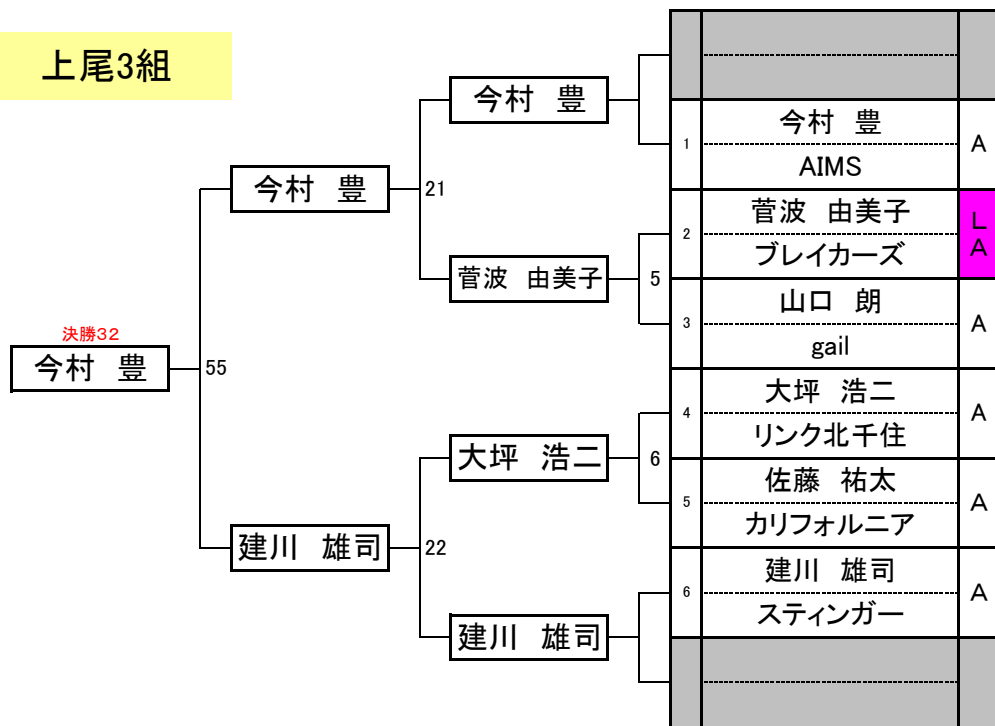 上尾3組
今村　豊
1
今村　豊
AIMS
A
今村　豊
21
2
菅波　由美子
ブレイカーズ
L
A
菅波　由美子
5
3
山口　朗
gail
A
決勝32
今村　豊
55
4
大坪　浩二
リンク北千住
A
大坪　浩二
6
5
佐藤　祐太
カリフォルニア
A
建川　雄司
22
6
建川　雄司
スティンガー
A
建川　雄司